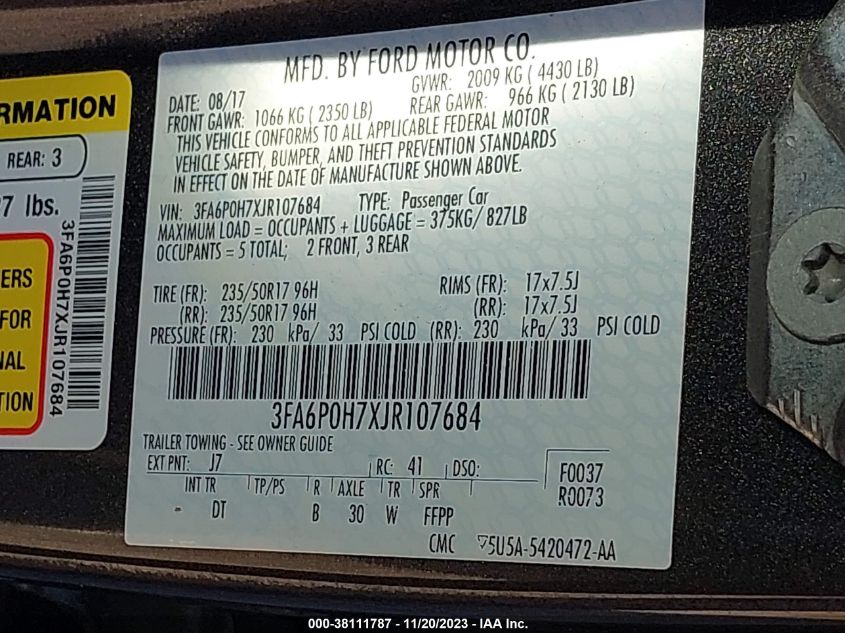 RMATION
REAR: 3
7 lbs.
ERS
FOR
NAL
TION
3FA6P0H7XJR107684
MFD. BY FORD MOTOR CO.
DATE: 08/17 GVWR: 2009 KG ( 4430 LB)
FRONT GAWR: 1066 KG ( 2350 LB) REAR GAWR: 966 KG ( 2130 LB)
THIS VEHICLE CONFORMS TO ALL APPLICABLE FEDERAL MOTOR
VEHICLE SAFETY, BUMPER, AND THEFT PREVENTION STANDARDS
IN EFFECT ON THE DATE OF MANUFACTURE SHOWN ABOVE.
VIN: 3FA6P0H7XJR107684 TYPE: Passenger Car
MAXIMUM LOAD = OCCUPANTS + LUGGAGE = 375KG/ 827LB
OCCUPANTS = 5 TOTAL; 2 FRONT, 3 REAR
TIRE (FR): 235/50R17 96H RIMS (FR): 17x7.5J
(RR): 235/50R17 96H (RR): 17x7.5J
PRESSURE (FR): 230 kPa/ 33 PSI COLD (RR): 230 kPa/ 33 PSI COLD
3FA6P0H7XJR107684
TRAILER TOWING - SEE OWNER GUIDE
EXT PNT: J7 RC: 41 DSO: F0037
INT TR TP/PS R AXLE TR SPR R0073
DT B 30 W FFPP
CMC 5U5A-5420472-AA
000-38111787 - 11/20/2023 - IAA Inc.